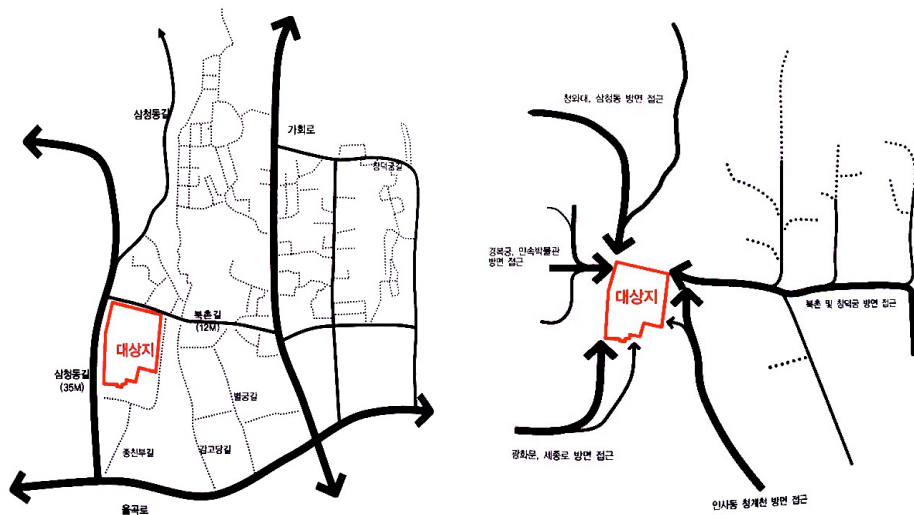 삼청동길
가회로
창덕궁길
북촌길
(12M)
대상지
삼청동길
(35M)
별궁길
종친부길
감고당길
율곡로
청와대, 삼청동 방면 접근
경복궁, 민속박물관
방면 접근
대상지
북촌 및 창덕궁 방면 접근
광화문, 세종로 방면 접근
인사동 청계천 방면 접근